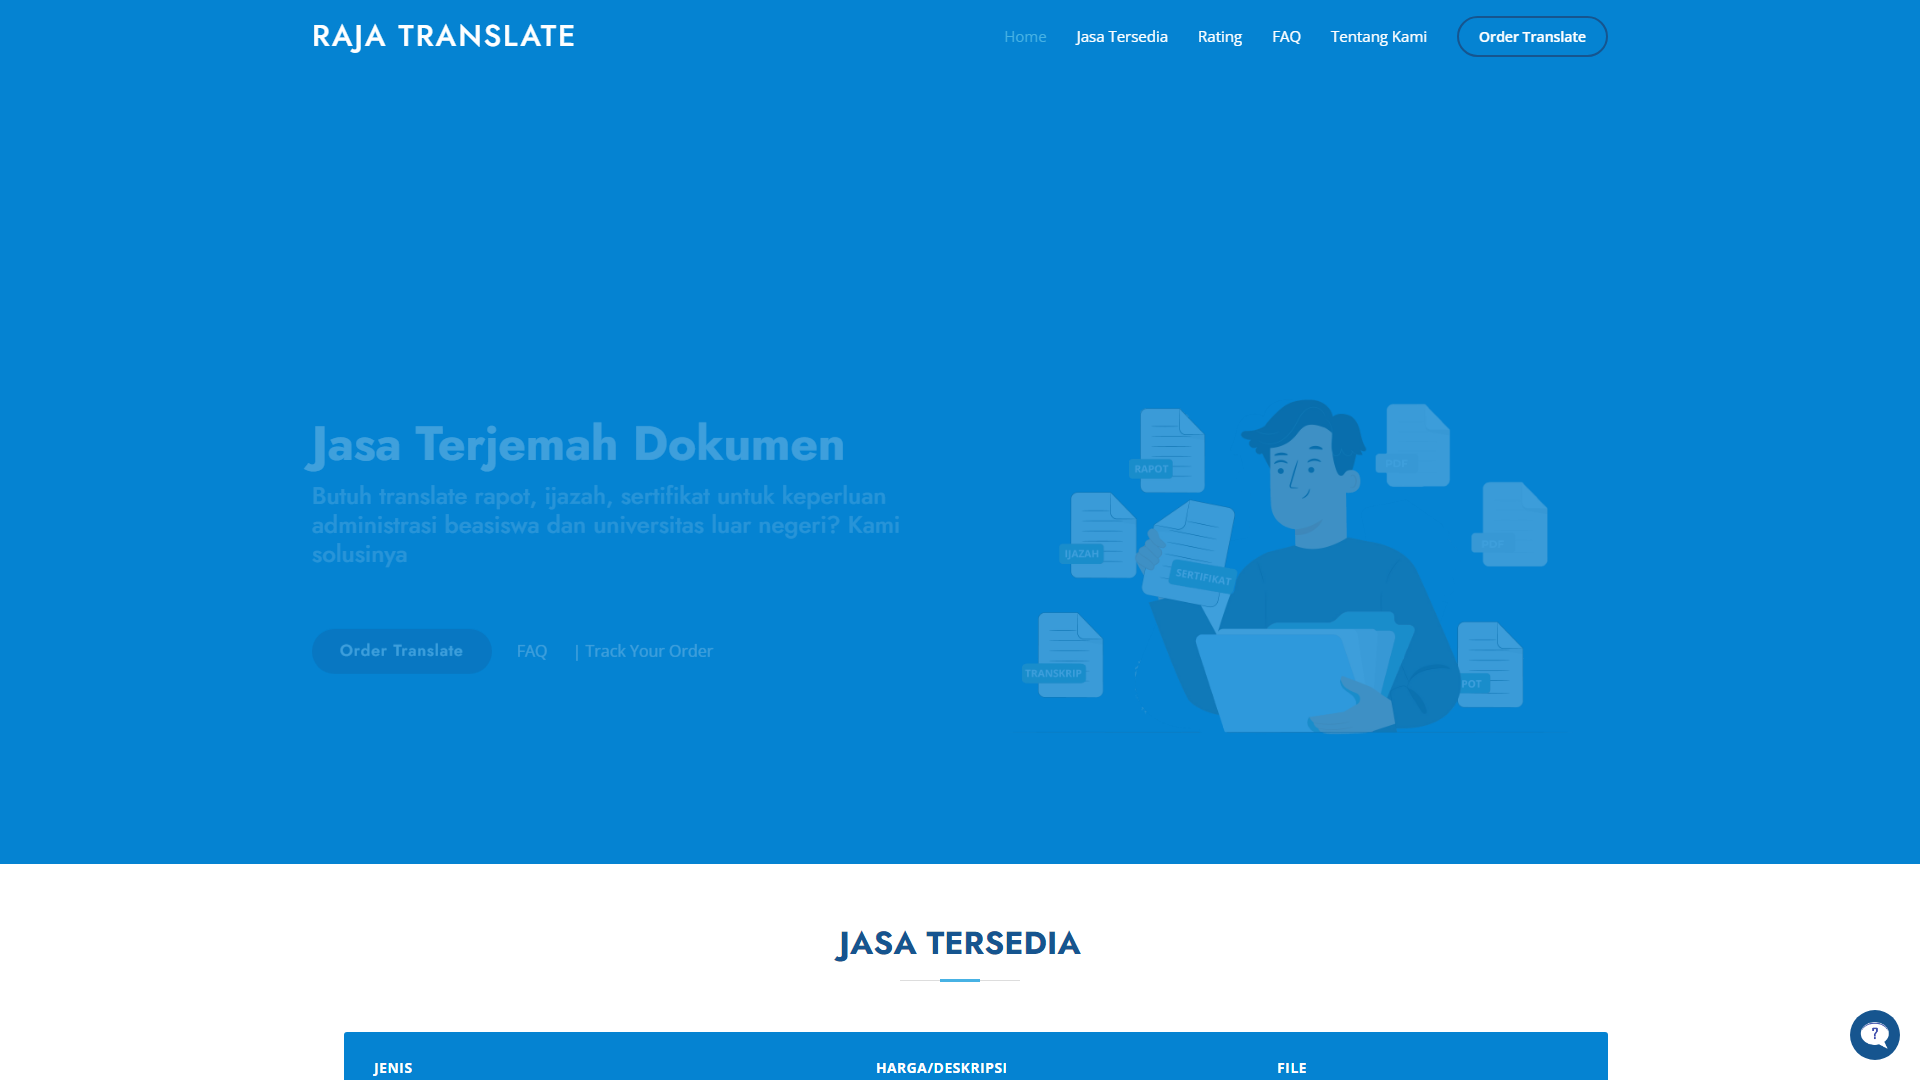 RAJA TRANSLATE
Home
Jasa Tersedia
Rating
FAQ
Tentang Kami
Order Translate
Jasa Terjemah Dokumen
Butuh translate rapot, ijazah, sertifikat untuk keperluan
administrasi beasiswa dan universitas luar negeri? Kami
solusinya
Order Translate
FAQ
| Track Your Order
RAPOT
PDF
IJAZAH
SERTIFIKAT
PDF
TRANSKRIP
POT
JASA TERSEDIA
JENIS
HARGA/DESKRIPSI
FILE
?